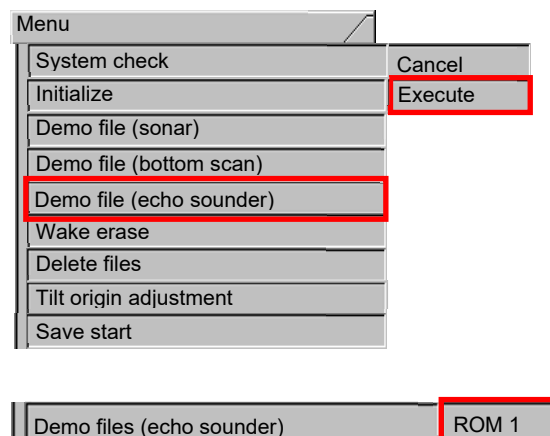 Menu
System check Cancel
Initialize Execute
Demo file (sonar)
Demo file (bottom scan)
Demo file (echo sounder)
Wake erase
Delete files
Tilt origin adjustment
Save start
Demo files (echo sounder) ROM 1